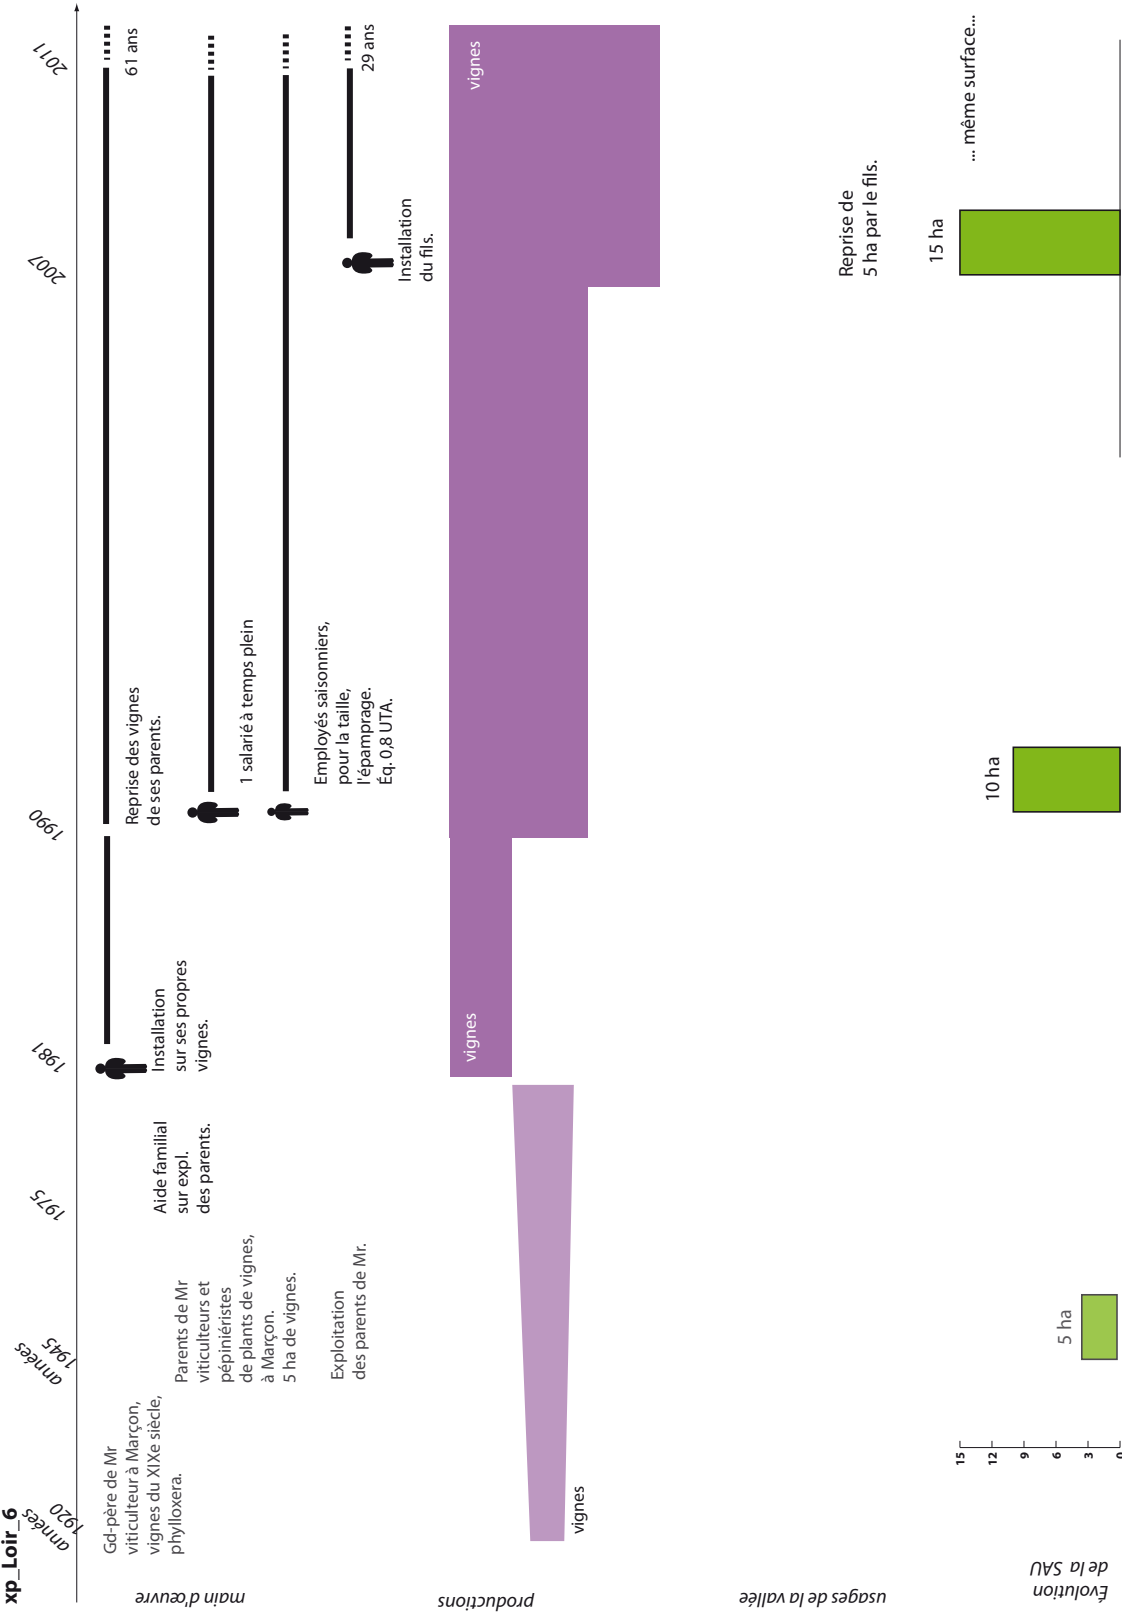 xp_Loir_6
années
1920
années
1945
1975
1981
1990
2007
2011
main d'œuvre
Gd-père de Mr
viticulteur à Marçon,
vignes du XIXe siècle,
phylloxera.
Parents de Mr
viticulteurs et
pépiniéristes
de plants de vignes,
à Marçon.
5 ha de vignes.
Exploitation
des parents de Mr.
Aide familial
sur expl.
des parents.
Installation
sur ses propres
vignes.
Reprise des vignes
de ses parents.
1 salarié à temps plein
Employés saisonniers,
pour la taille,
l'épamprage.
Éq. 0,8 UTA.
Installation
du fils.
61 ans
29 ans
productions
vignes
vignes
vignes
usages de la vallée
Évolution
de la SAU
15
12
9
6
3
0
5 ha
10 ha
15 ha
Reprise de
5 ha par le fils.
... même surface...